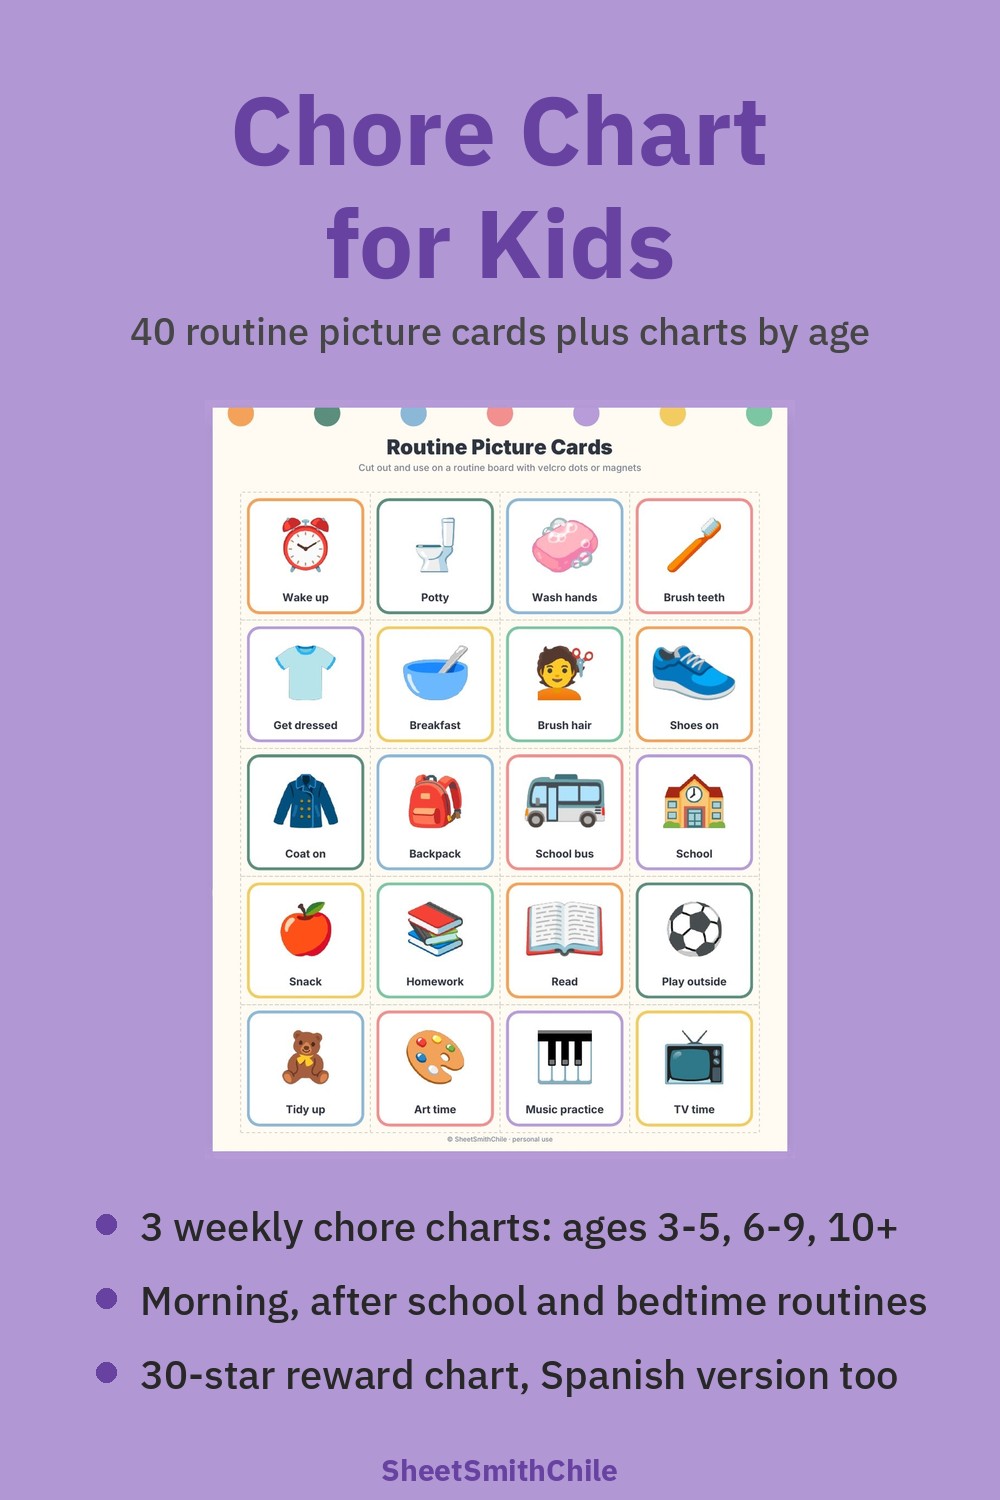 Chore Chart
for Kids
40 routine picture cards plus charts by age
Routine Picture Cards
Cut out and use on a routine board with velcro dots or magnets
Wake up
Potty
Wash hands
Brush teeth
Get dressed
Breakfast
Brush hair
Shoes on
Coat on
Backpack
School bus
School
Snack
Homework
Read
Play outside
Tidy up
Art time
Music practice
TV time
© SheetSmithChile · personal use
3 weekly chore charts: ages 3-5, 6-9, 10+
Morning, after school and bedtime routines
30-star reward chart, Spanish version too
SheetSmithChile